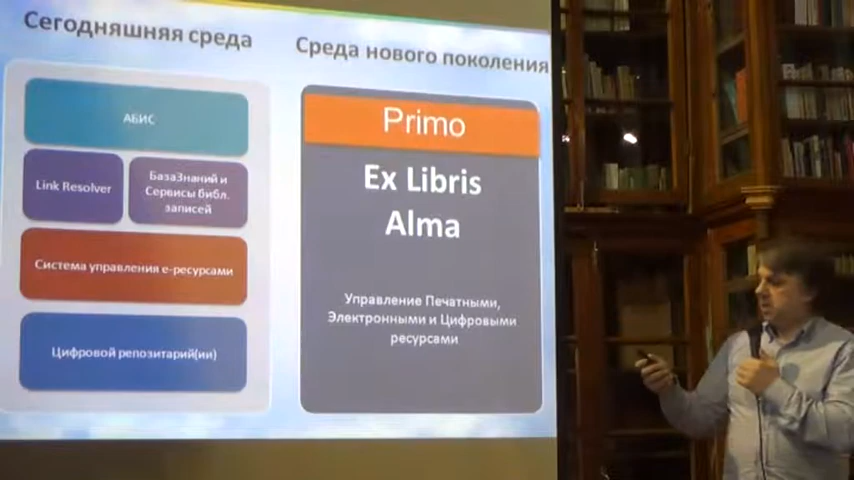 Сегодняшняя среда
АБИС
Link Resolver
БазаЗнаний и
Сервисы библ.
записей
Система управления е-ресурсами
Цифровой репозитарий(ии)
Среда нового поколения
Primo
Ex Libris
Alma
Управление Печатными,
Электронными и Цифровыми
ресурсами